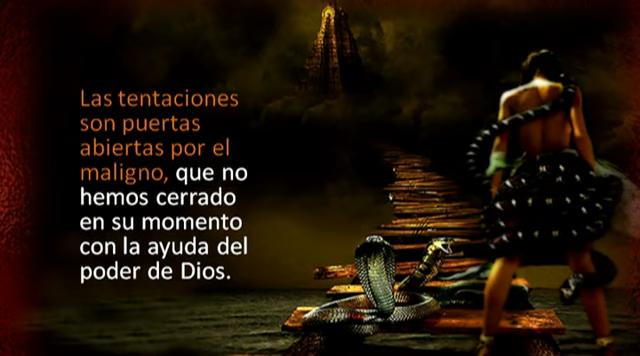 Las tentaciones
son puertas
abiertas por el
maligno, que no
hemos cerrado
en su momento
con la ayuda del
poder de Dios.